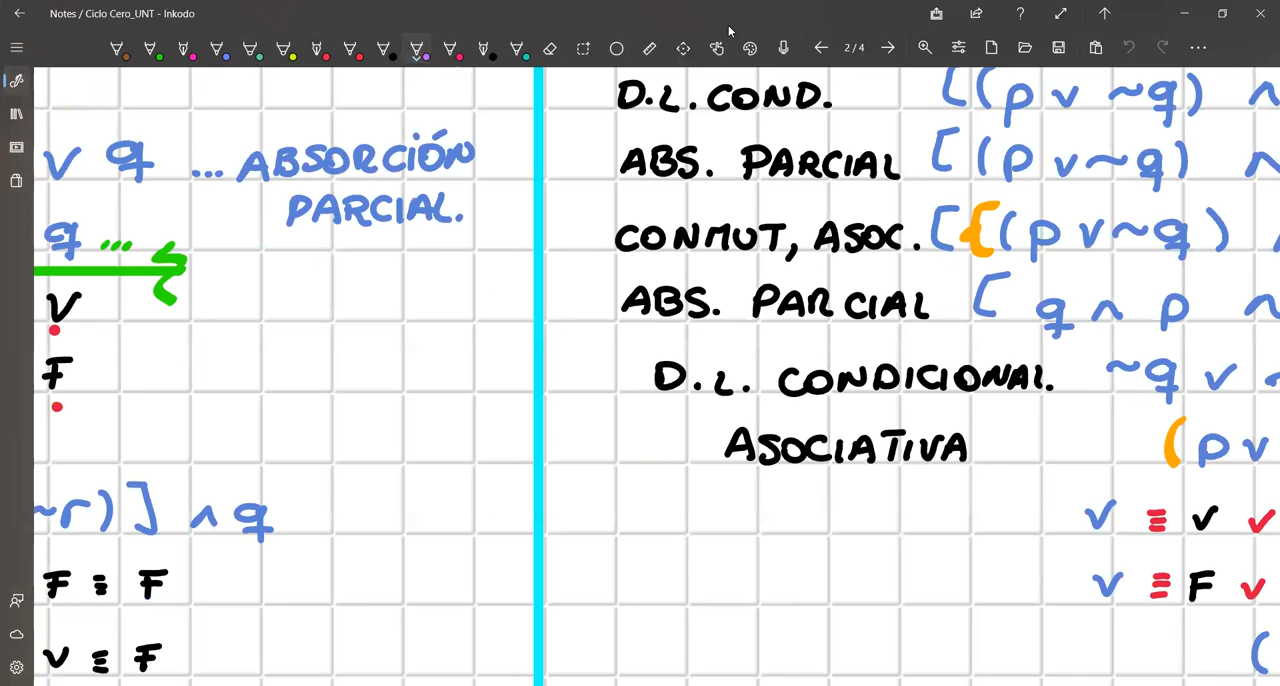 Notes / Ciclo Cero_UNT - Inkodo
2/4
v q ... ABSORCIÓN
PARCIAL.
q ...
V
F
~r)] ∧ q
F ≡ F
V ≡ F
D.L. COND. [(p v ~q) ∧
ABS. PARCIAL [(p v ~q) ∧
CONMUT, ASOC. [{(p v ~q)
ABS. PARCIAL [ q ∧ p
D.L. CONDICIONAL. ~q v
ASOCIATIVA (p v
V ≡ V v
V ≡ F v
(